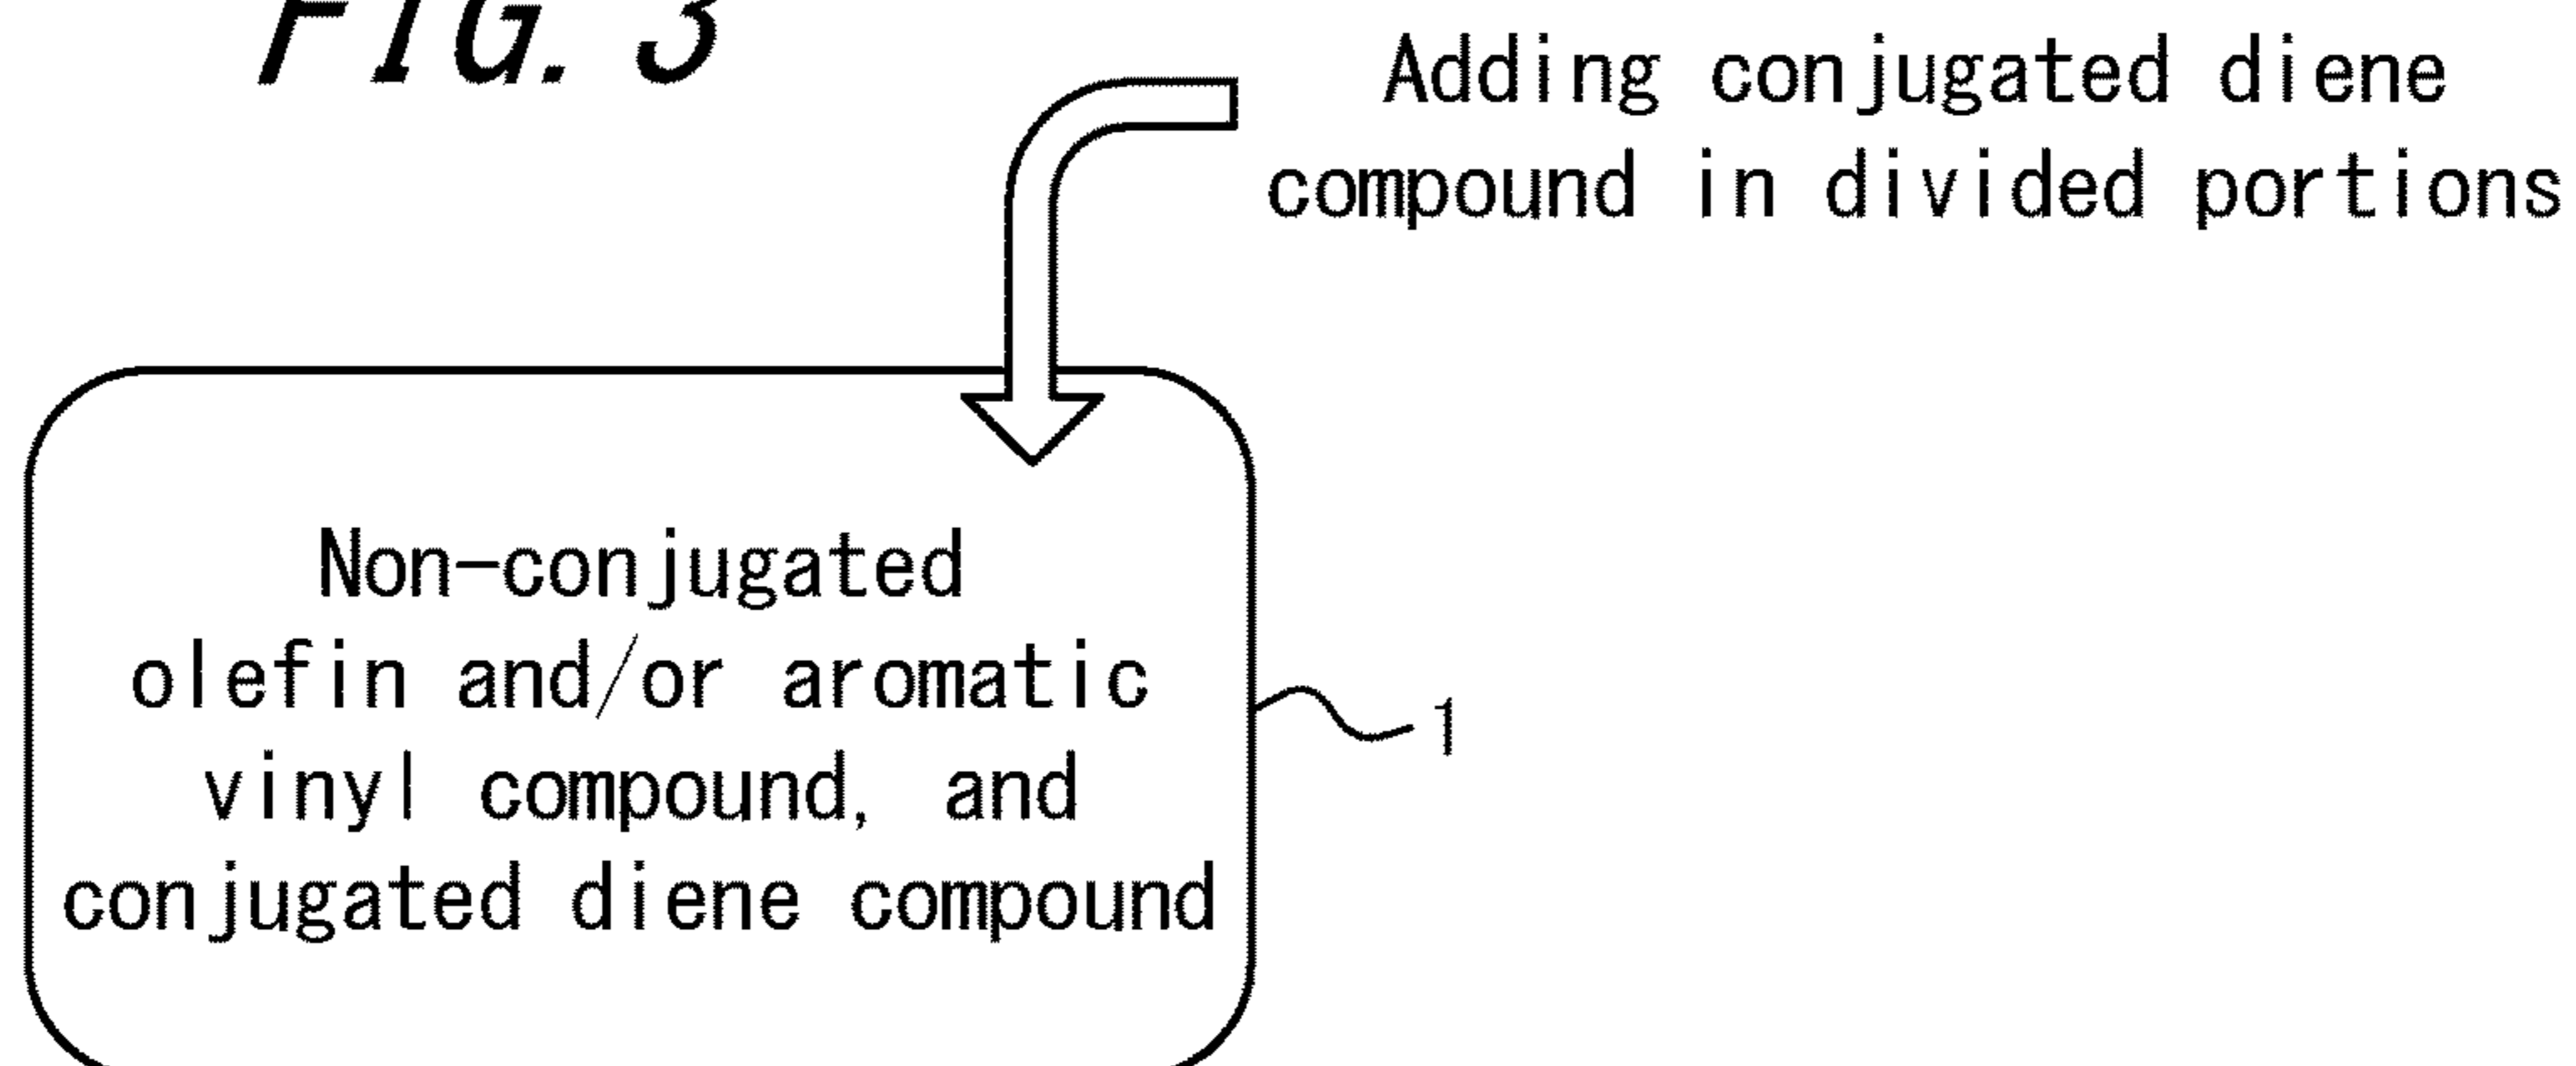 FIG. 3
Adding conjugated diene
compound in divided portions
Non-conjugated
olefin and/or aromatic
vinyl compound, and
conjugated diene compound
1